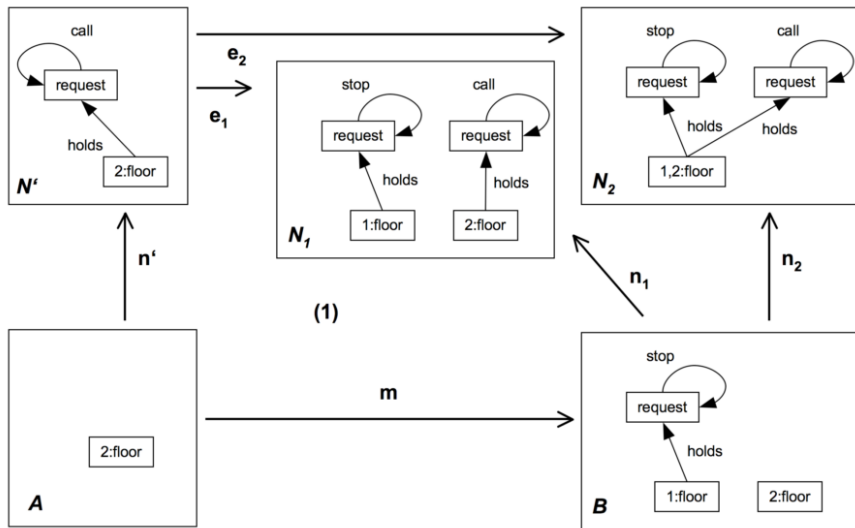 call
request
holds
2:floor
N'
e2
e1
stop
call
request
request
holds
holds
1:floor
2:floor
N1
stop
call
request
request
holds
holds
1,2:floor
N2
n'
(1)
n1
n2
2:floor
A
m
stop
request
holds
1:floor
2:floor
B